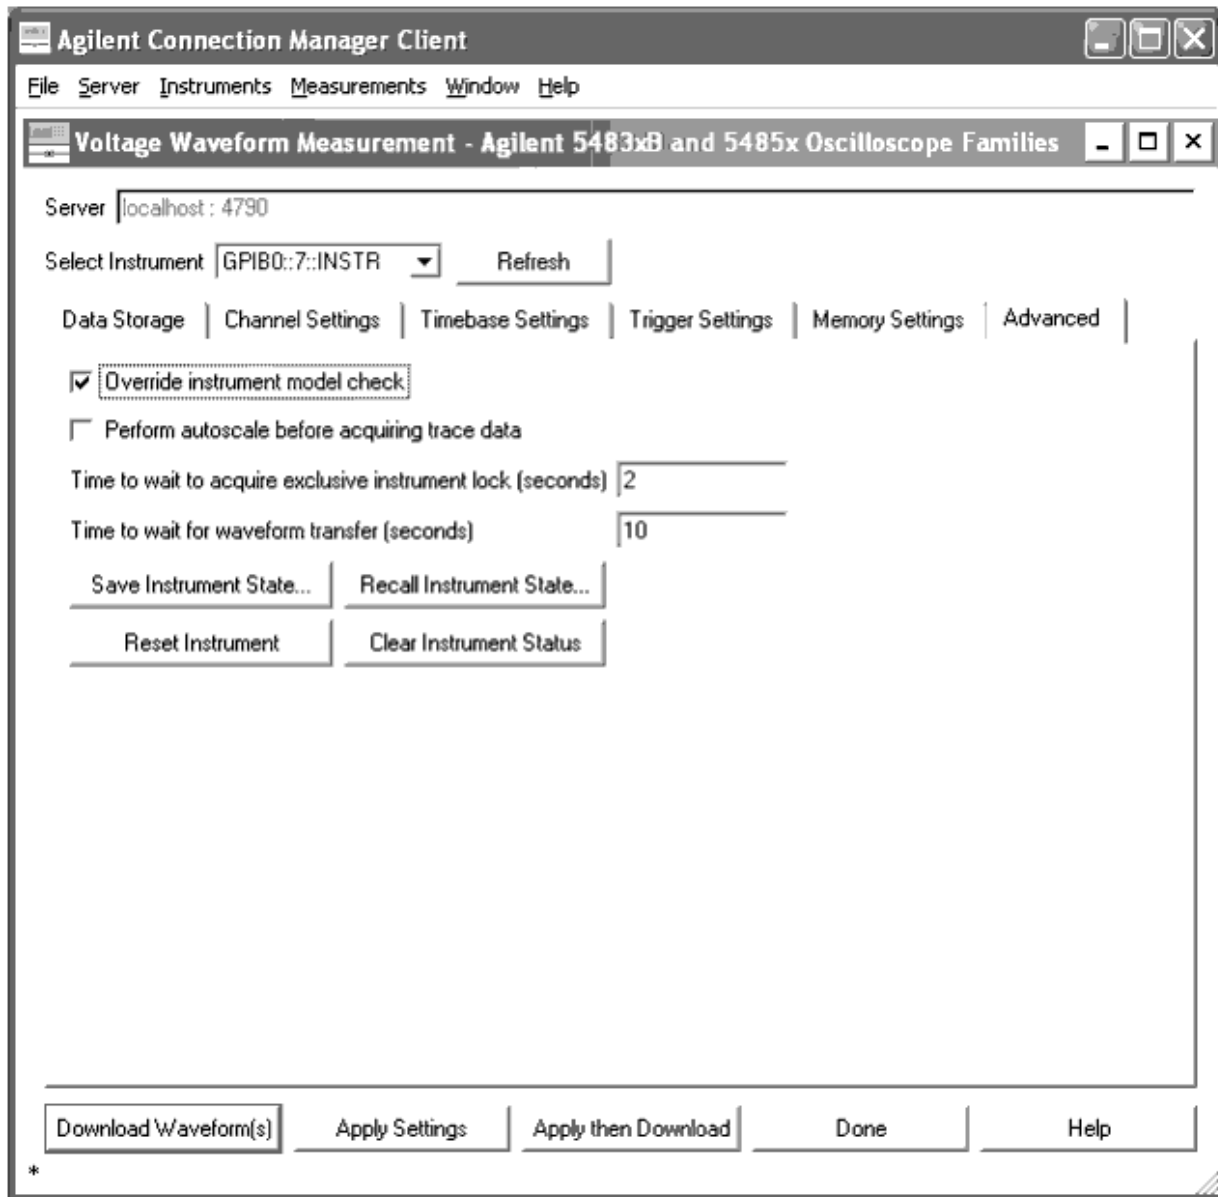 Agilent Connection Manager Client
File Server Instruments Measurements Window Help
Voltage Waveform Measurement - Agilent 5483xB and 5485x Oscilloscope Families
Server localhost : 4790
Select Instrument GPIB0::7::INSTR Refresh
Data Storage Channel Settings Timebase Settings Trigger Settings Memory Settings Advanced
Override instrument model check
Perform autoscale before acquiring trace data
Time to wait to acquire exclusive instrument lock (seconds) 2
Time to wait for waveform transfer (seconds) 10
Save Instrument State... Recall Instrument State...
Reset Instrument Clear Instrument Status
Download Waveform(s) Apply Settings Apply then Download Done Help
*